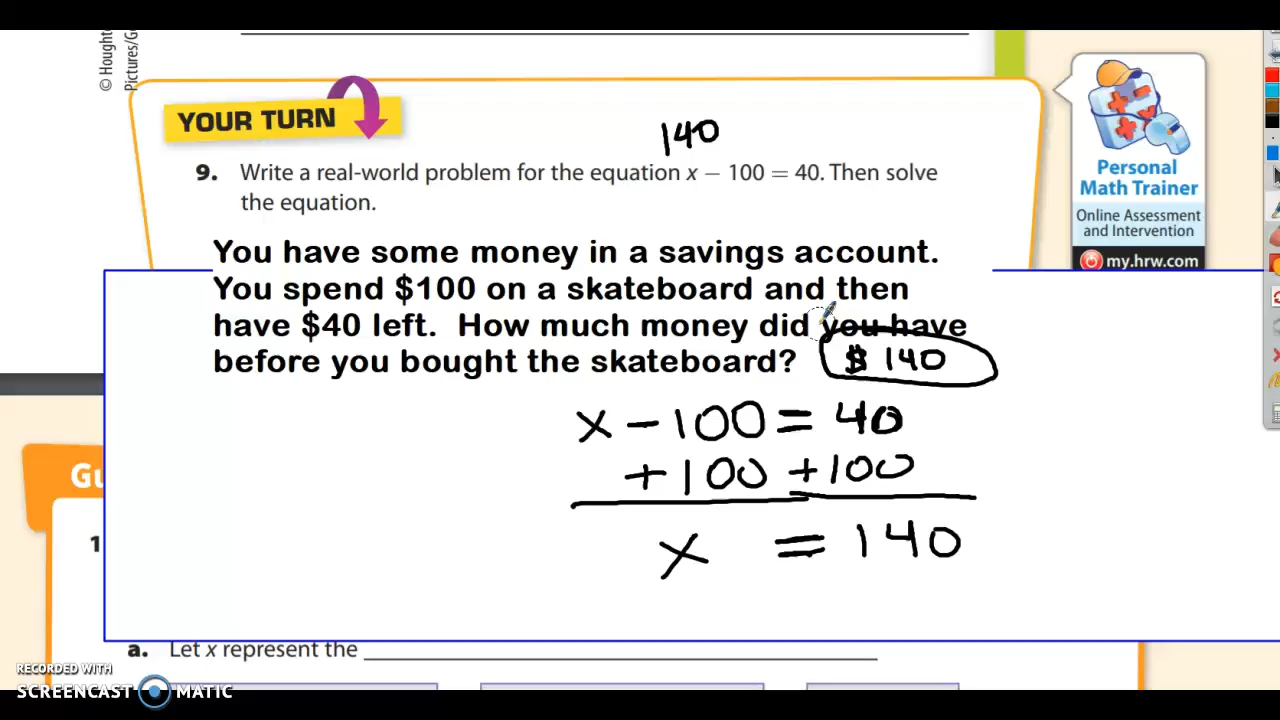 © Hought
Pictures/G
YOUR TURN
140
9. Write a real-world problem for the equation x − 100 = 40. Then solve
the equation.
You have some money in a savings account.
You spend $100 on a skateboard and then
have $40 left. How much money did you have
before you bought the skateboard? $ 140
x − 100 = 40
+ 100 + 100
x = 140
Personal
Math Trainer
Online Assessment
and Intervention
my.hrw.com
Gu
1
a. Let x represent the
RECORDED WITH
SCREENCAST MATIC